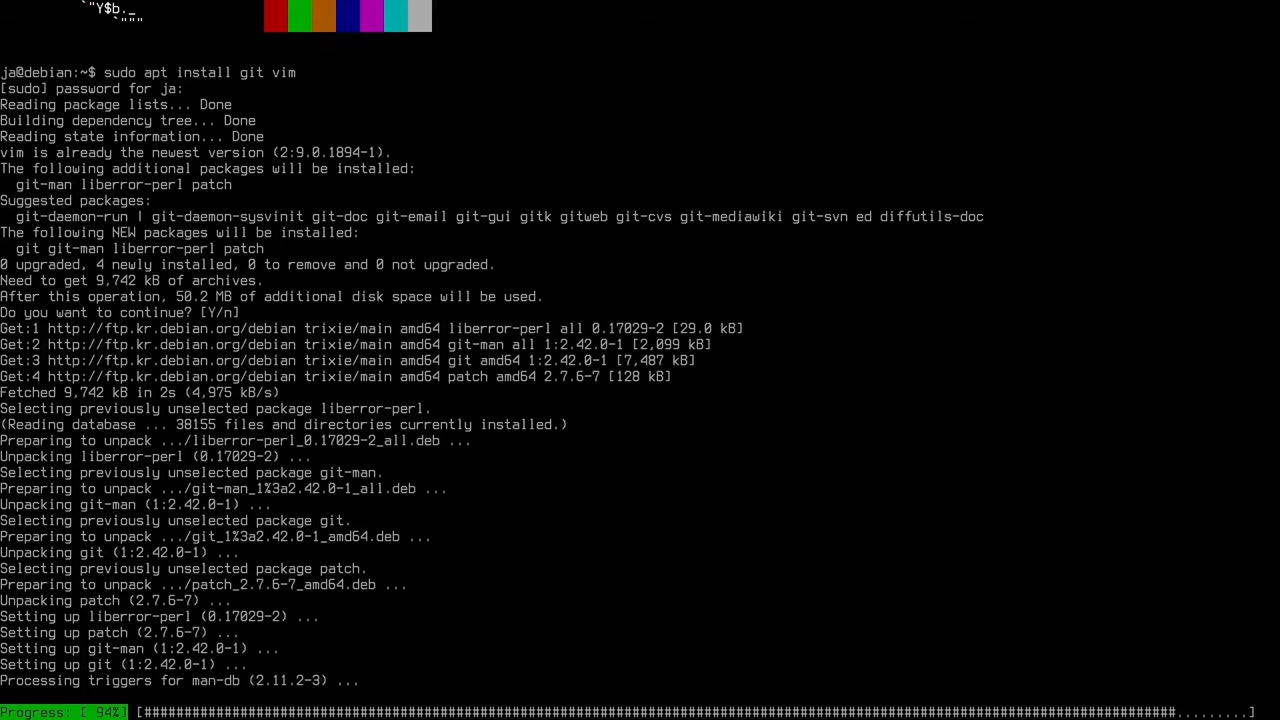 `"Y$b._
`"""
ja@debian:~$ sudo apt install git vim
[sudo] password for ja:
Reading package lists... Done
Building dependency tree... Done
Reading state information... Done
vim is already the newest version (2:9.0.1894-1).
The following additional packages will be installed:
  git-man liberror-perl patch
Suggested packages:
  git-daemon-run | git-daemon-sysvinit git-doc git-email git-gui gitk gitweb git-cvs git-mediawiki git-svn ed diffutils-doc
The following NEW packages will be installed:
  git git-man liberror-perl patch
0 upgraded, 4 newly installed, 0 to remove and 0 not upgraded.
Need to get 9,742 kB of archives.
After this operation, 50.2 MB of additional disk space will be used.
Do you want to continue? [Y/n]
Get:1 http://ftp.kr.debian.org/debian trixie/main amd64 liberror-perl all 0.17029-2 [29.0 kB]
Get:2 http://ftp.kr.debian.org/debian trixie/main amd64 git-man all 1:2.42.0-1 [2,099 kB]
Get:3 http://ftp.kr.debian.org/debian trixie/main amd64 git amd64 1:2.42.0-1 [7,487 kB]
Get:4 http://ftp.kr.debian.org/debian trixie/main amd64 patch amd64 2.7.6-7 [128 kB]
Fetched 9,742 kB in 2s (4,975 kB/s)
Selecting previously unselected package liberror-perl.
(Reading database ... 38155 files and directories currently installed.)
Preparing to unpack .../liberror-perl_0.17029-2_all.deb ...
Unpacking liberror-perl (0.17029-2) ...
Selecting previously unselected package git-man.
Preparing to unpack .../git-man_1%3a2.42.0-1_all.deb ...
Unpacking git-man (1:2.42.0-1) ...
Selecting previously unselected package git.
Preparing to unpack .../git_1%3a2.42.0-1_amd64.deb ...
Unpacking git (1:2.42.0-1) ...
Selecting previously unselected package patch.
Preparing to unpack .../patch_2.7.6-7_amd64.deb ...
Unpacking patch (2.7.6-7) ...
Setting up liberror-perl (0.17029-2) ...
Setting up patch (2.7.6-7) ...
Setting up git-man (1:2.42.0-1) ...
Setting up git (1:2.42.0-1) ...
Processing triggers for man-db (2.11.2-3) ...
Progress: [ 94%] [#################################################################################################################################.........]